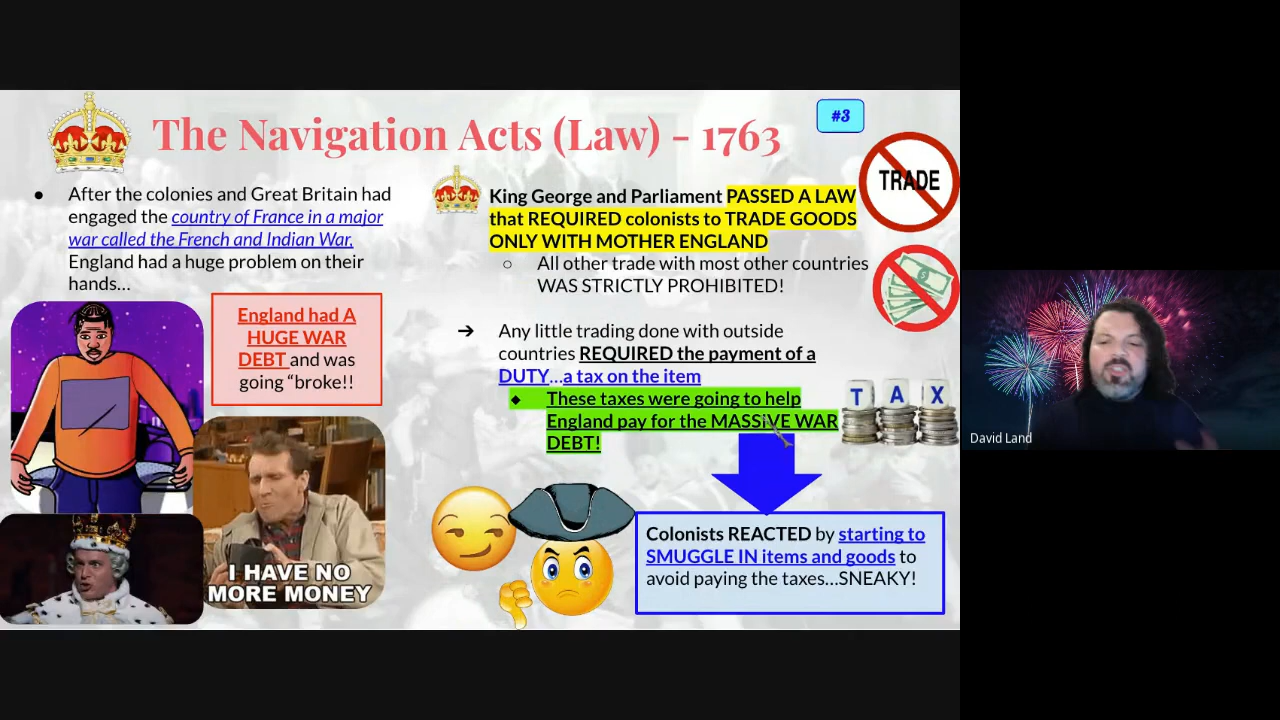 The Navigation Acts (Law) - 1763
#3
● After the colonies and Great Britain had
engaged the country of France in a major
war called the French and Indian War,
England had a huge problem on their
hands...
England had A
HUGE WAR
DEBT and was
going “broke!!
I HAVE NO
MORE MONEY
King George and Parliament PASSED A LAW
that REQUIRED colonists to TRADE GOODS
ONLY WITH MOTHER ENGLAND
○ All other trade with most other countries
WAS STRICTLY PROHIBITED!
➔ Any little trading done with outside
countries REQUIRED the payment of a
DUTY...a tax on the item
◆ These taxes were going to help
England pay for the MASSIVE WAR
DEBT!
TRADE
T A X
Colonists REACTED by starting to
SMUGGLE IN items and goods to
avoid paying the taxes...SNEAKY!
David Land